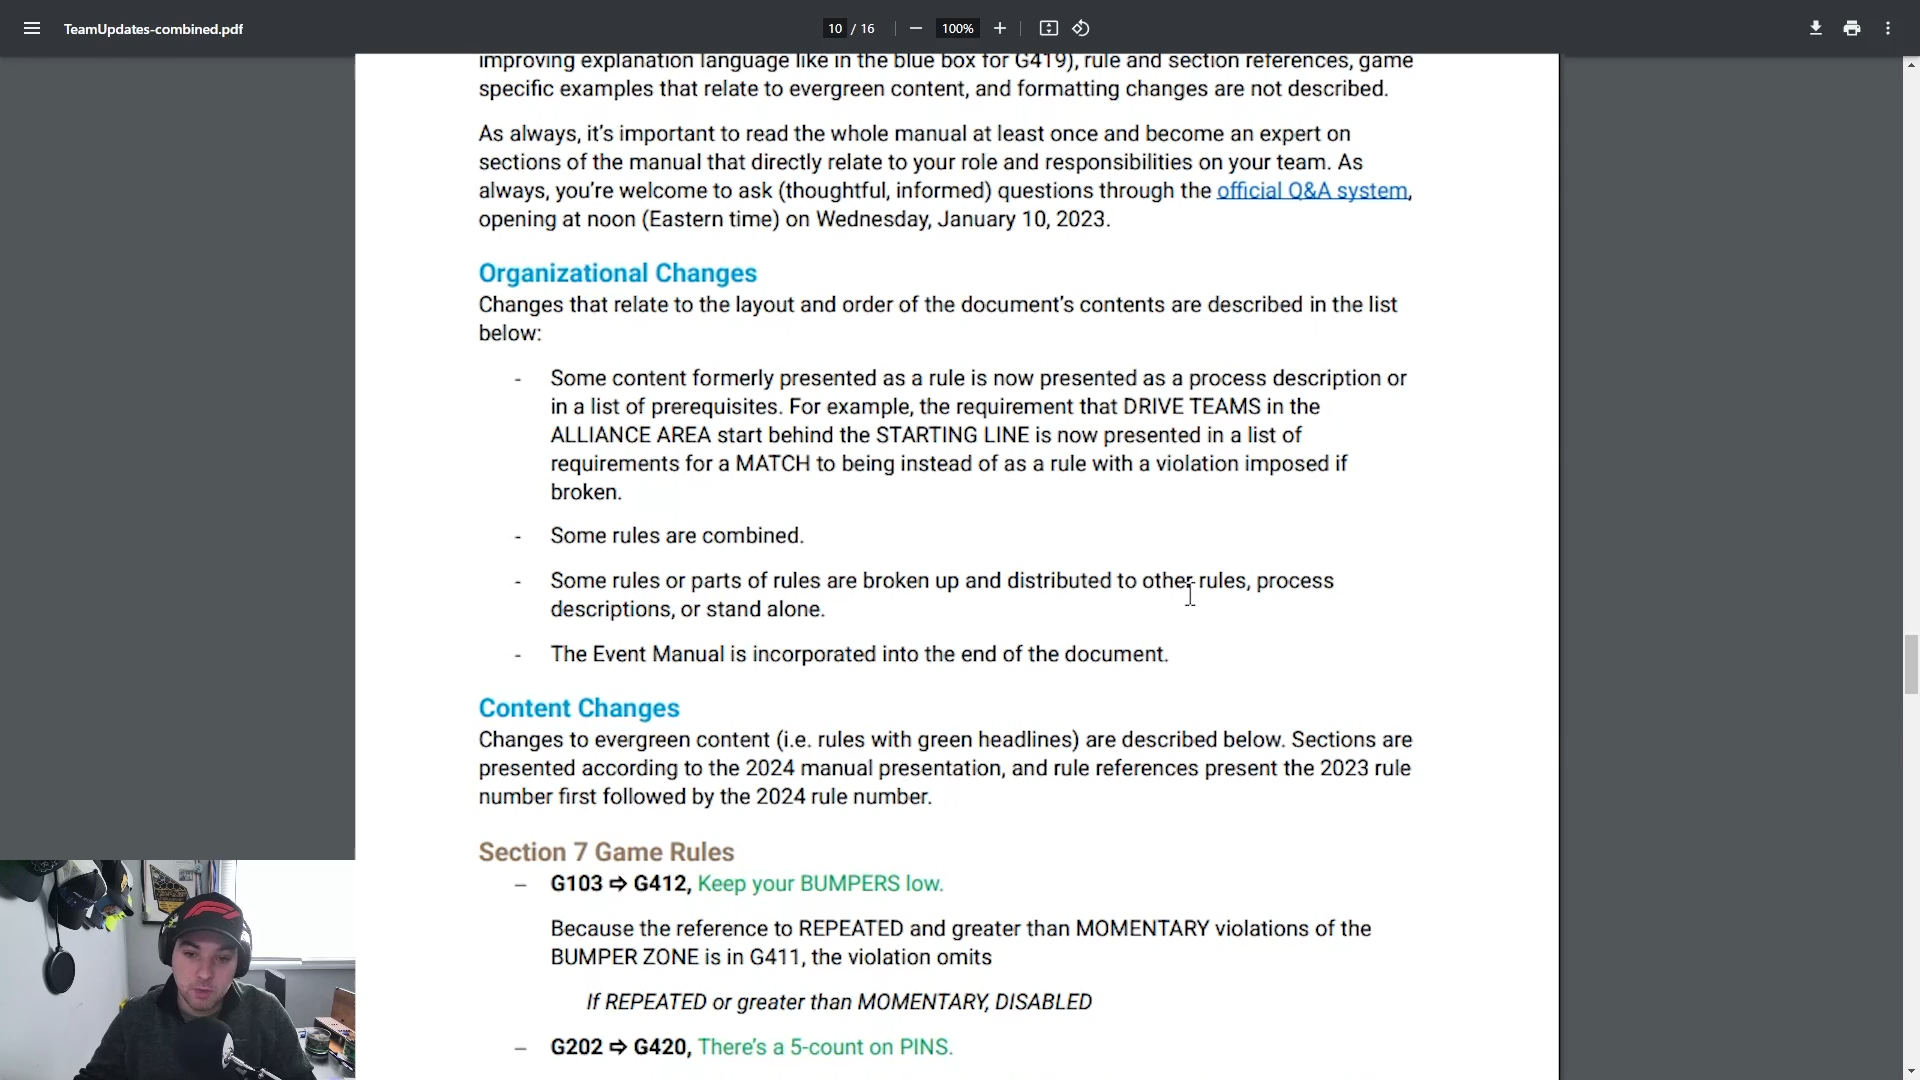 TeamUpdates-combined.pdf
10 / 16
100%
improving explanation language like in the blue box for G419), rule and section references, game
specific examples that relate to evergreen content, and formatting changes are not described.
As always, it's important to read the whole manual at least once and become an expert on
sections of the manual that directly relate to your role and responsibilities on your team. As
always, you're welcome to ask (thoughtful, informed) questions through the official Q&A system,
opening at noon (Eastern time) on Wednesday, January 10, 2023.
Organizational Changes
Changes that relate to the layout and order of the document's contents are described in the list
below:
- Some content formerly presented as a rule is now presented as a process description or
in a list of prerequisites. For example, the requirement that DRIVE TEAMS in the
ALLIANCE AREA start behind the STARTING LINE is now presented in a list of
requirements for a MATCH to being instead of as a rule with a violation imposed if
broken.
- Some rules are combined.
- Some rules or parts of rules are broken up and distributed to other rules, process
descriptions, or stand alone.
- The Event Manual is incorporated into the end of the document.
Content Changes
Changes to evergreen content (i.e. rules with green headlines) are described below. Sections are
presented according to the 2024 manual presentation, and rule references present the 2023 rule
number first followed by the 2024 rule number.
Section 7 Game Rules
– G103 ⇨ G412, Keep your BUMPERS low.
Because the reference to REPEATED and greater than MOMENTARY violations of the
BUMPER ZONE is in G411, the violation omits
If REPEATED or greater than MOMENTARY, DISABLED
– G202 ⇨ G420, There's a 5-count on PINS.